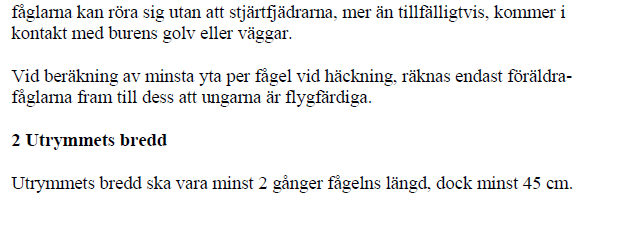 fåglarna kan röra sig utan att stjärtfjädrarna, mer än tillfälligtvis, kommer i
kontakt med burens golv eller väggar.
Vid beräkning av minsta yta per fågel vid häckning, räknas endast föräldra-
fåglarna fram till dess att ungarna är flygfärdiga.
2 Utrymmets bredd
Utrymmets bredd ska vara minst 2 gånger fågelns längd, dock minst 45 cm.